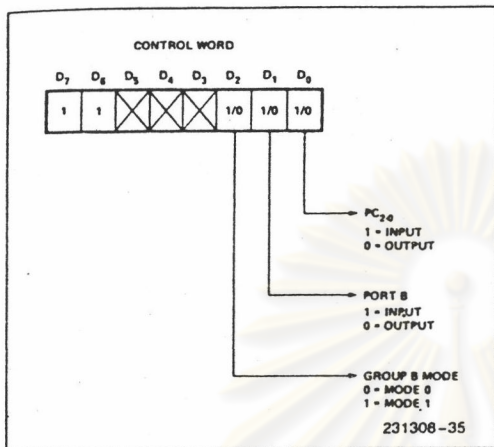 CONTROL WORD
D7 D6 D5 D4 D3 D2 D1 D0
1 1 1/0 1/0 1/0
PC2-0
1 = INPUT
0 = OUTPUT
PORT B
1 = INPUT
0 = OUTPUT
GROUP B MODE
0 = MODE 0
1 = MODE 1
231308-35